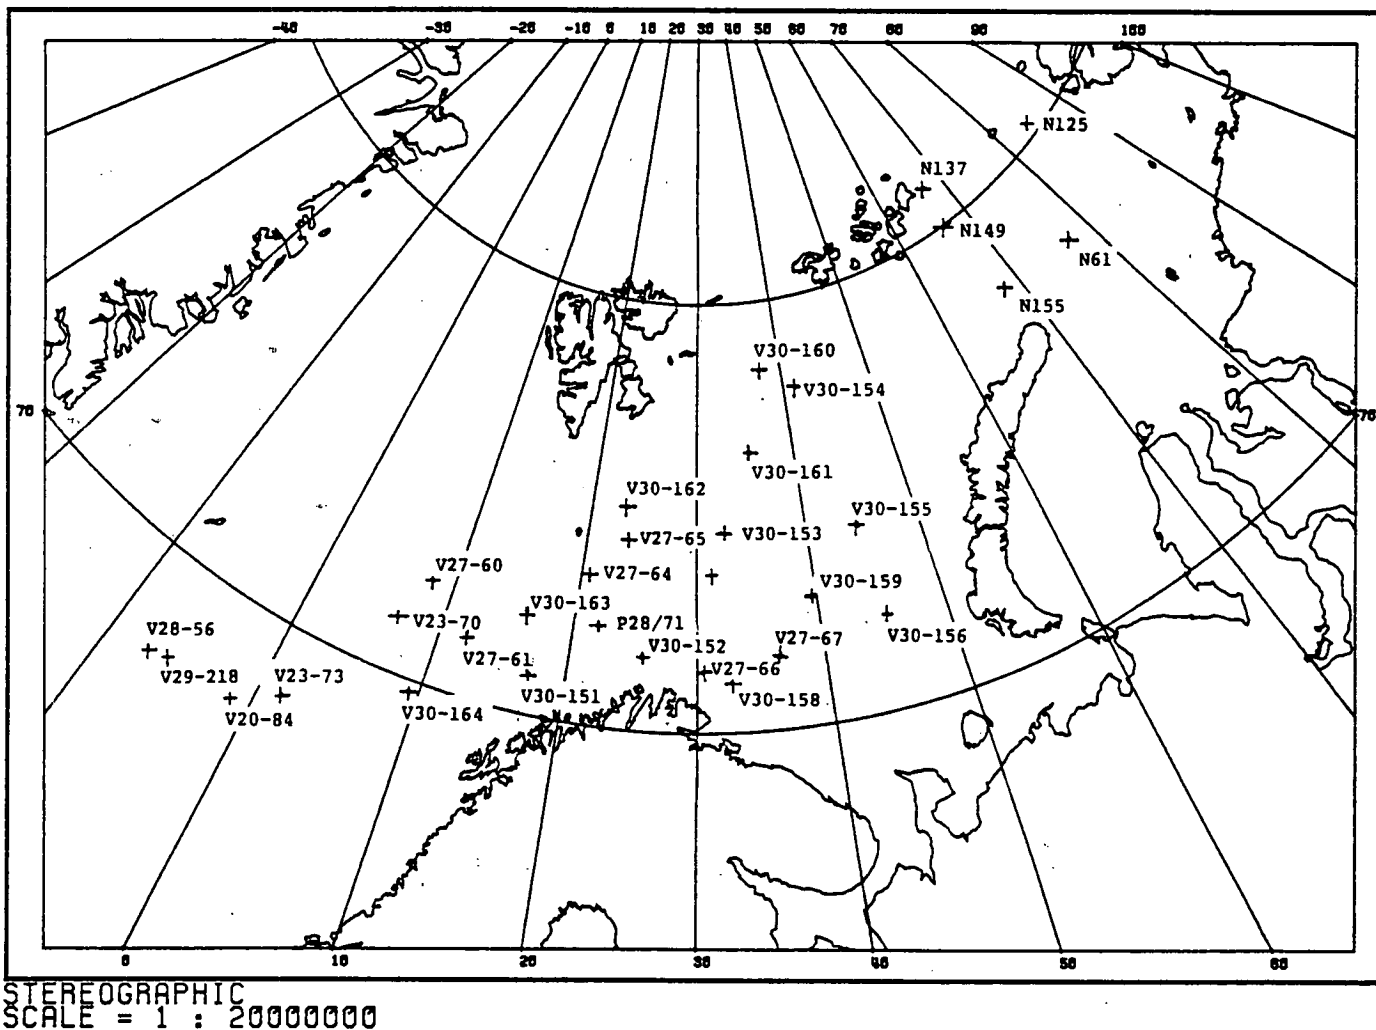 -40 -30 -20 -10 0 10 20 30 40 50 60 70 80 90 100
N125
N137
N149
N61
N155
V30-160
V30-154
70 70
V30-161
V30-162
V30-155
V27-65 V30-153
V27-60 V27-64
V30-159
V30-163
V23-70 P28/71
V28-56 V30-152 V27-67 V30-156
V27-61
V29-218 V23-73 V27-66
V30-151 V30-158
V20-84 V30-164
0 10 20 30 40 50 60
STEREOGRAPHIC
SCALE = 1 : 20000000